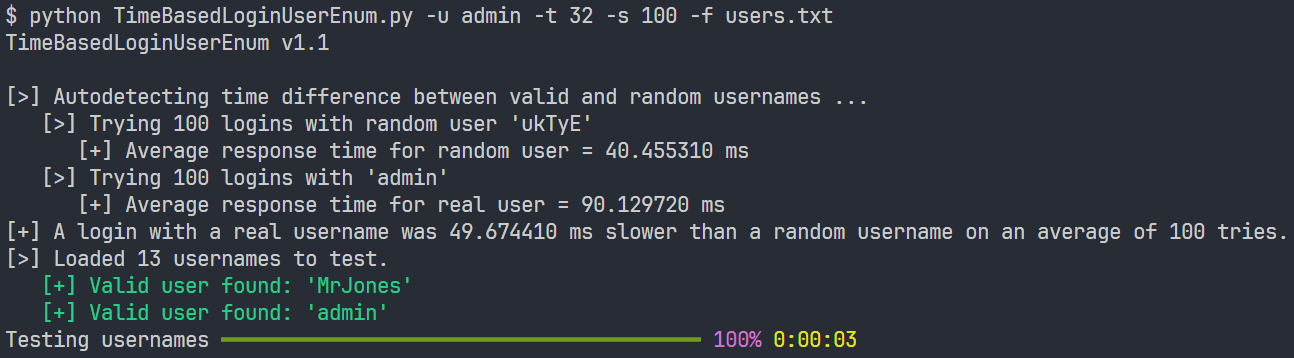 $ python TimeBasedLoginUserEnum.py -u admin -t 32 -s 100 -f users.txt
TimeBasedLoginUserEnum v1.1
[>] Autodetecting time difference between valid and random usernames ...
[>] Trying 100 logins with random user 'ukTyE'
[+] Average response time for random user = 40.455310 ms
[>] Trying 100 logins with 'admin'
[+] Average response time for real user = 90.129720 ms
[+] A login with a real username was 49.674410 ms slower than a random username on an average of 100 tries.
[>] Loaded 13 usernames to test.
[+] Valid user found: 'MrJones'
[+] Valid user found: 'admin'
Testing usernames 100% 0:00:03